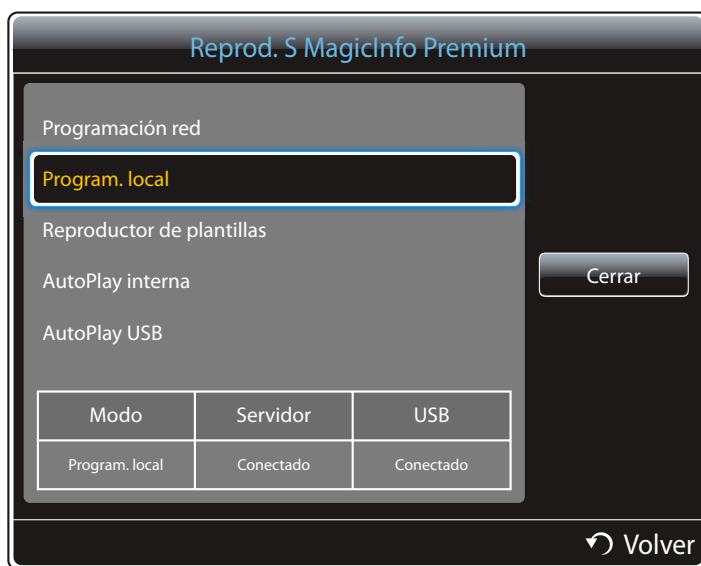 Reprod. S MagicInfo Premium
Programación red
Program. local
Reproductor de plantillas
AutoPlay interna
AutoPlay USB
Cerrar
Modo Servidor USB
Program. local Conectado Conectado
Volver